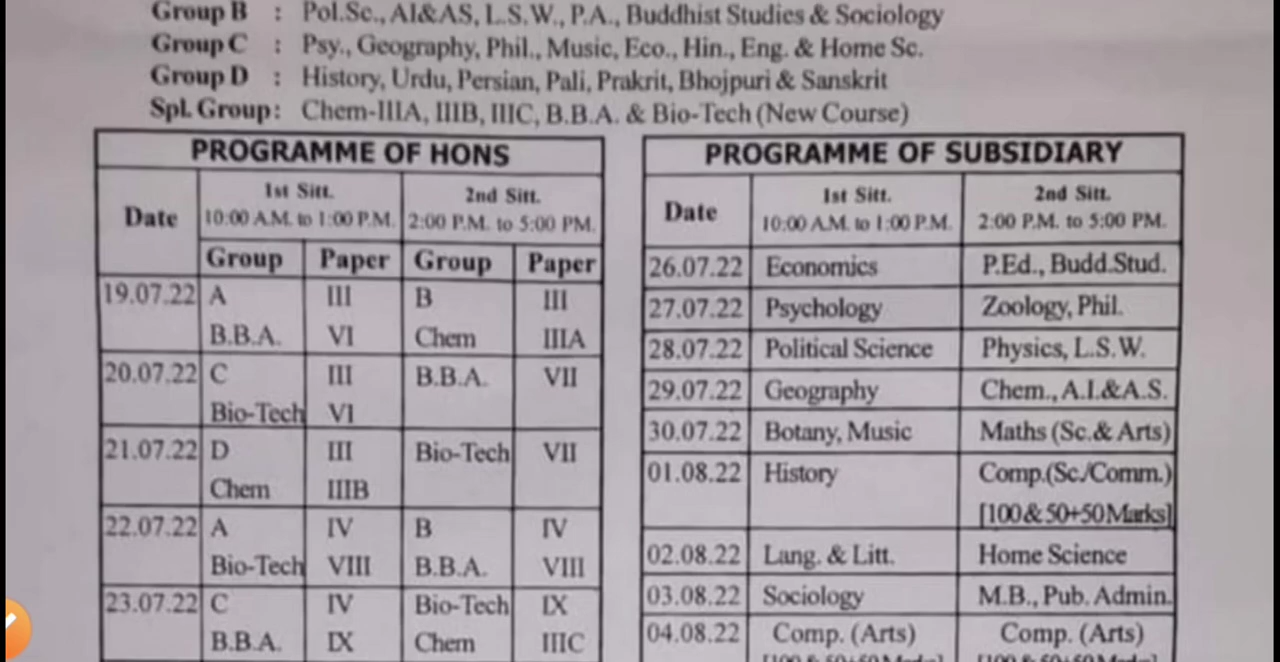 Group B : Pol.Sc., AI&AS, L.S.W., P.A., Buddhist Studies & Sociology
Group C : Psy., Geography, Phil., Music, Eco., Hin., Eng. & Home Sc.
Group D : History, Urdu, Persian, Pali, Prakrit, Bhojpuri & Sanskrit
Spl. Group: Chem-IIIA, IIIB, IIIC, B.B.A. & Bio-Tech (New Course)
PROGRAMME OF HONS
Date 1st Sitt. 2nd Sitt.
10:00 A.M. to 1:00 P.M. 2:00 P.M. to 5:00 PM.
Group Paper Group Paper
19.07.22 A III B III
B.B.A. VI Chem IIIA
20.07.22 C III B.B.A. VII
Bio-Tech VI
21.07.22 D III Bio-Tech VII
Chem IIIB
22.07.22 A IV B IV
Bio-Tech VIII B.B.A. VIII
23.07.22 C IV Bio-Tech IX
B.B.A. IX Chem IIIC
PROGRAMME OF SUBSIDIARY
Date 1st Sitt. 2nd Sitt.
10:00 A.M. to 1:00 P.M. 2:00 P.M. to 5:00 P.M.
26.07.22 Economics P.Ed., Budd.Stud.
27.07.22 Psychology Zoology, Phil.
28.07.22 Political Science Physics, L.S.W.
29.07.22 Geography Chem., A.I.&A.S.
30.07.22 Botany, Music Maths (Sc.& Arts)
01.08.22 History Comp.(Sc./Comm.)
[100 & 50+50 Marks]
02.08.22 Lang. & Litt. Home Science
03.08.22 Sociology M.B., Pub. Admin.
04.08.22 Comp. (Arts) Comp. (Arts)